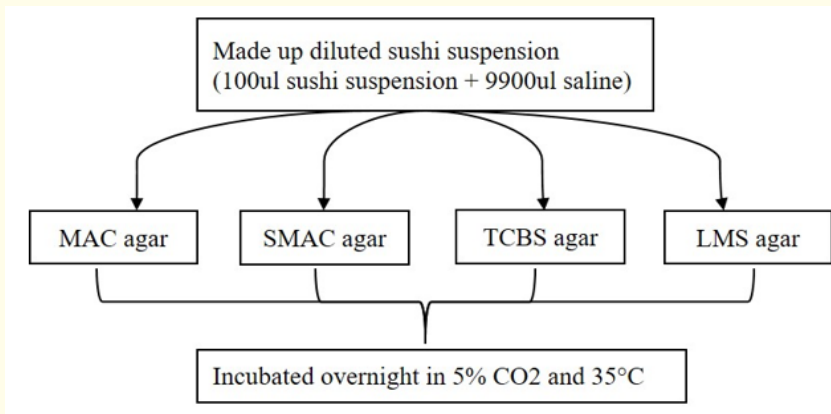 Made up diluted sushi suspension
(100ul sushi suspension + 9900ul saline)
MAC agar
SMAC agar
TCBS agar
LMS agar
Incubated overnight in 5% CO2 and 35°C